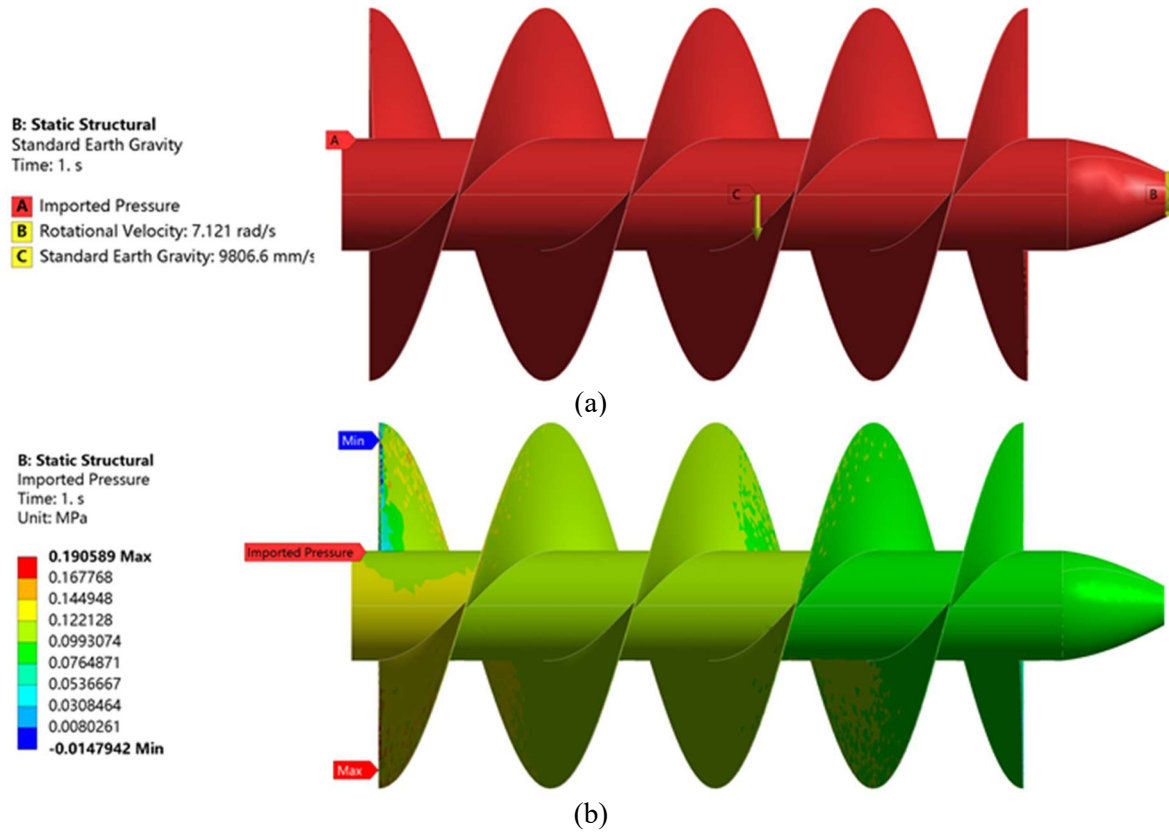 B: Static Structural
Standard Earth Gravity
Time: 1. s
A Imported Pressure
B Rotational Velocity: 7.121 rad/s
C Standard Earth Gravity: 9806.6 mm/s
A
C
B
(a)
B: Static Structural
Imported Pressure
Time: 1. s
Unit: MPa
0.190589 Max
0.167768
0.144948
0.122128
0.0993074
0.0764871
0.0536667
0.0308464
0.0080261
-0.0147942 Min
Min
Imported Pressure
Max
(b)